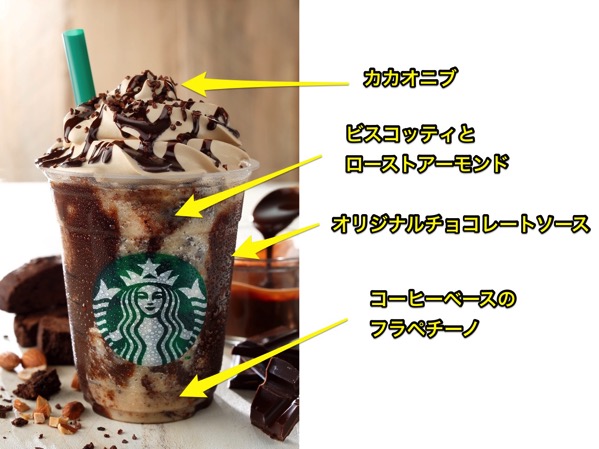 カカオニブ
ビスコッティと
ローストアーモンド
オリジナルチョコレートソース
コーヒーベースの
フラペチーノ